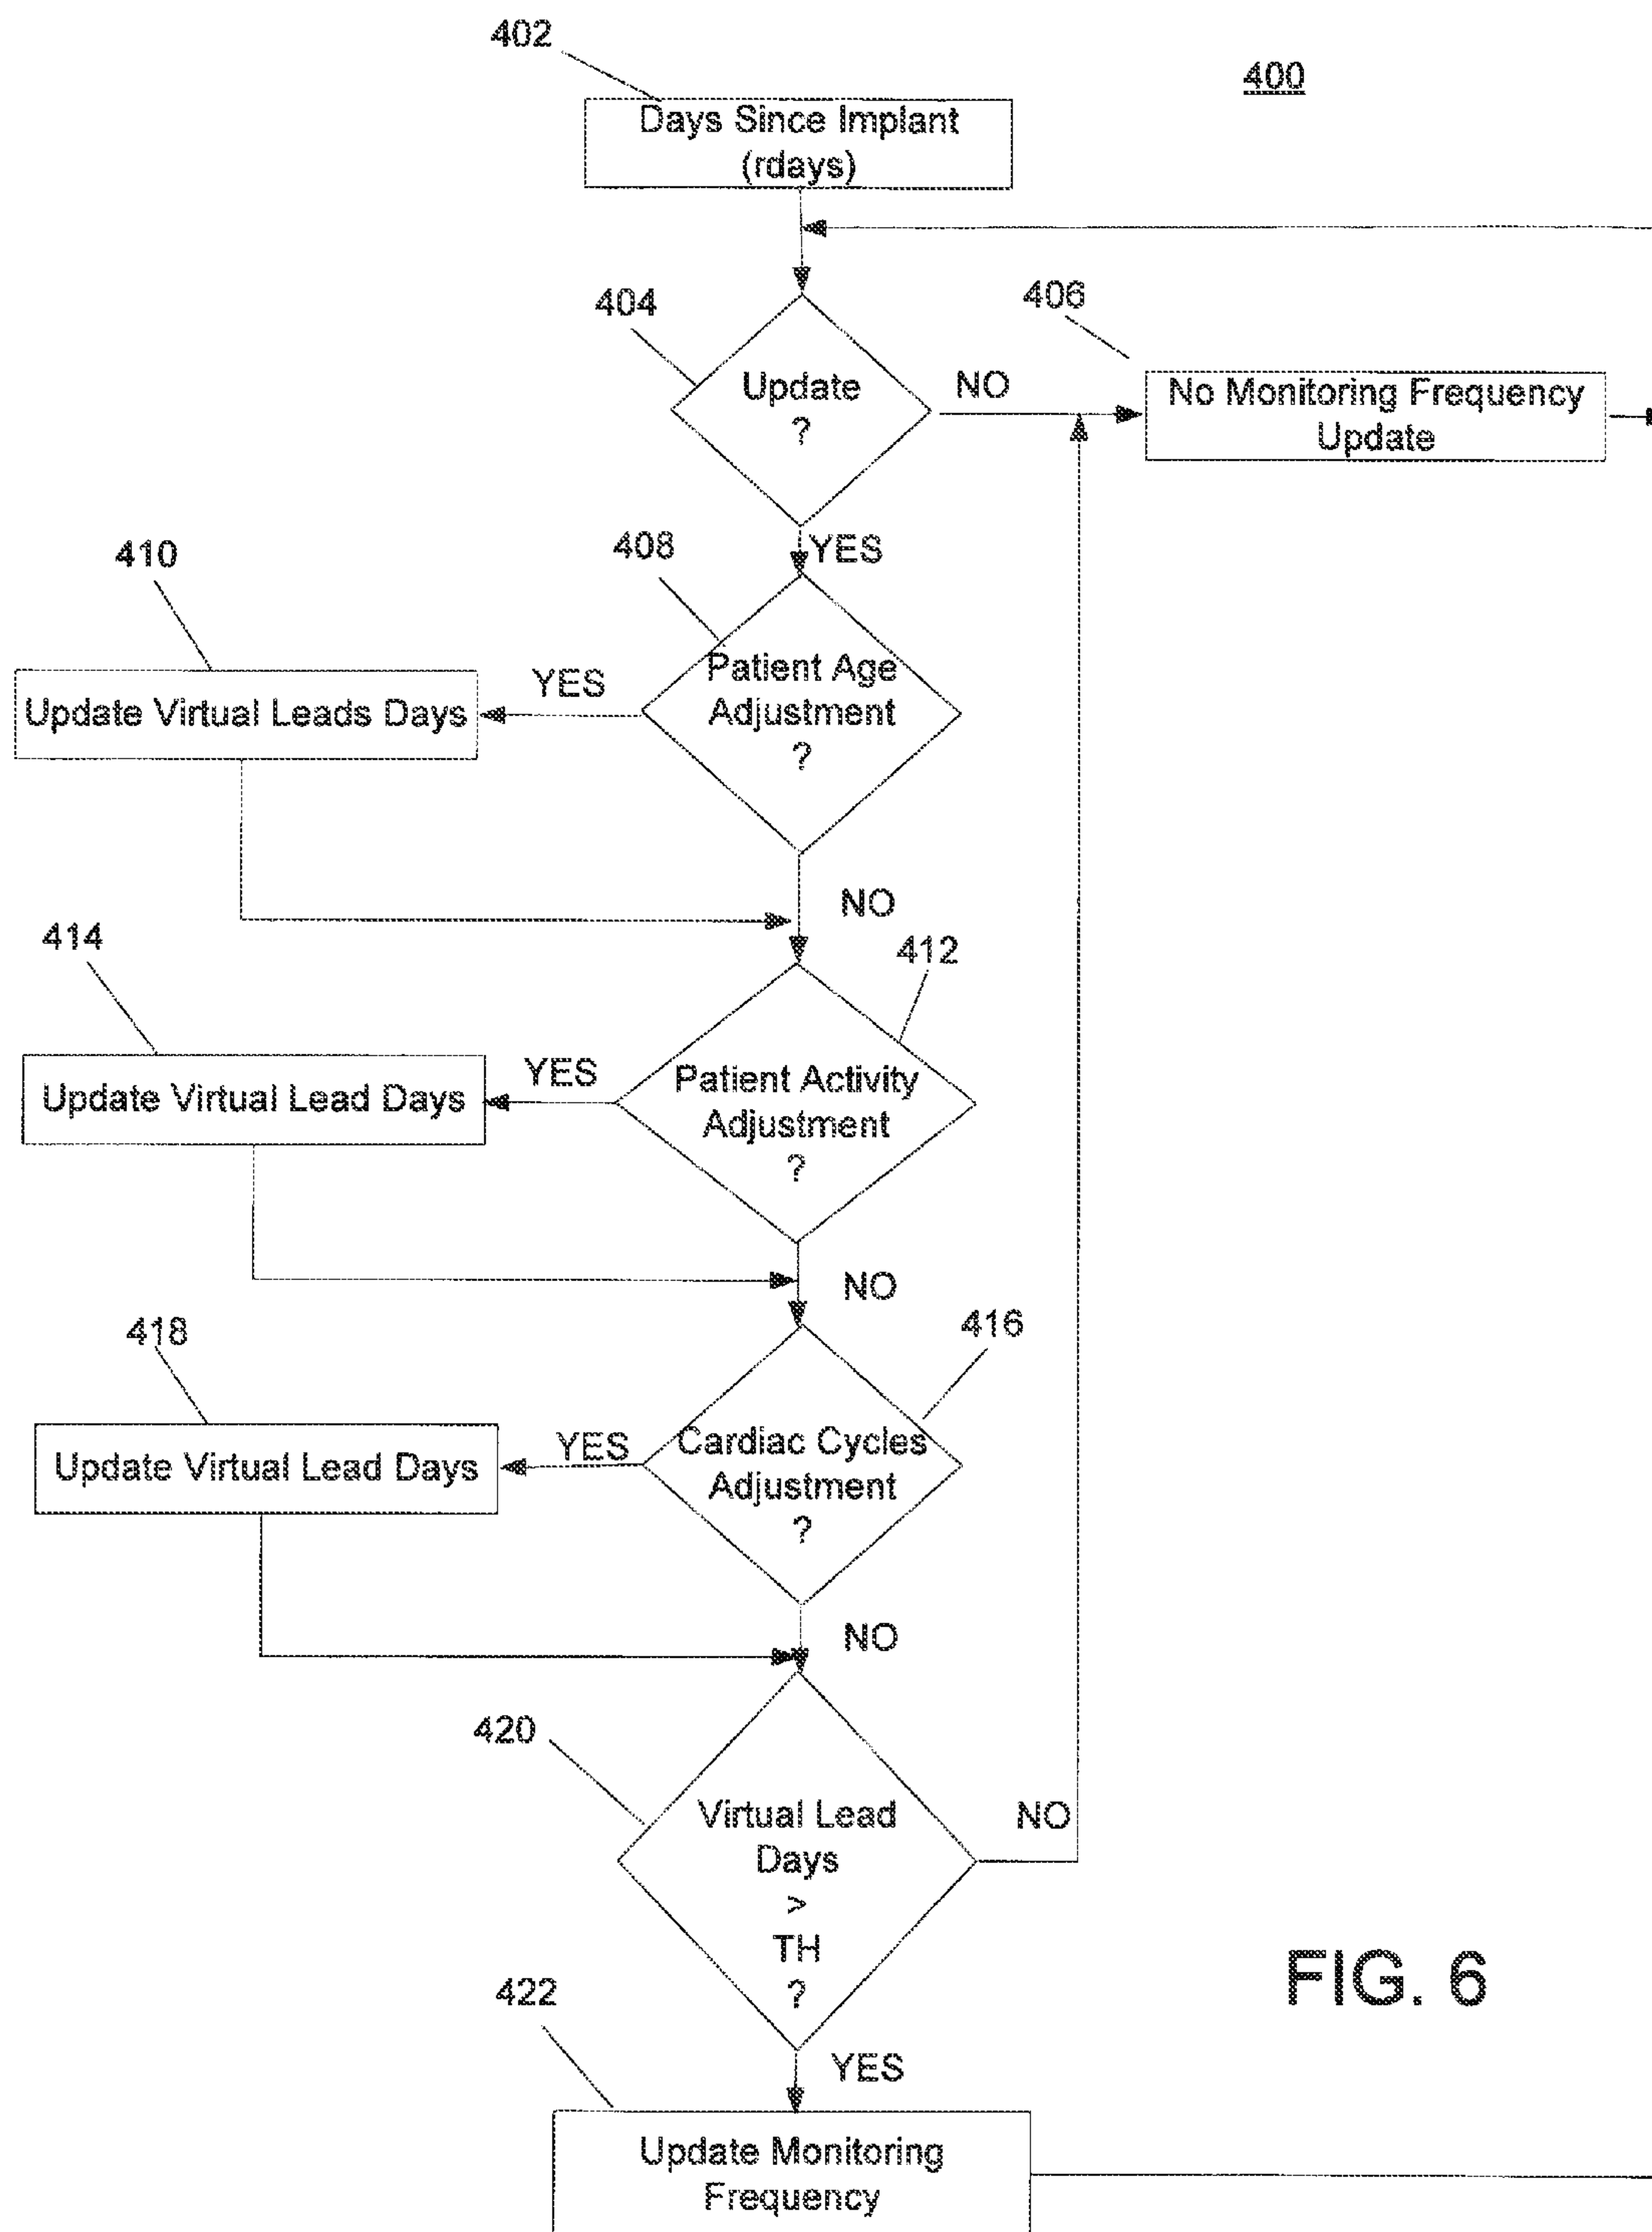 402
400
Days Since Implant
(rdays)
404
406
Update
?
NO
No Monitoring Frequency
Update
YES
408
410
Patient Age
Adjustment
?
YES
Update Virtual Leads Days
NO
414
412
Patient Activity
Adjustment
?
YES
Update Virtual Lead Days
NO
418
416
Cardiac Cycles
Adjustment
?
YES
Update Virtual Lead Days
NO
420
Virtual Lead
Days
>
TH
?
NO
FIG. 6
422
YES
Update Monitoring
Frequency